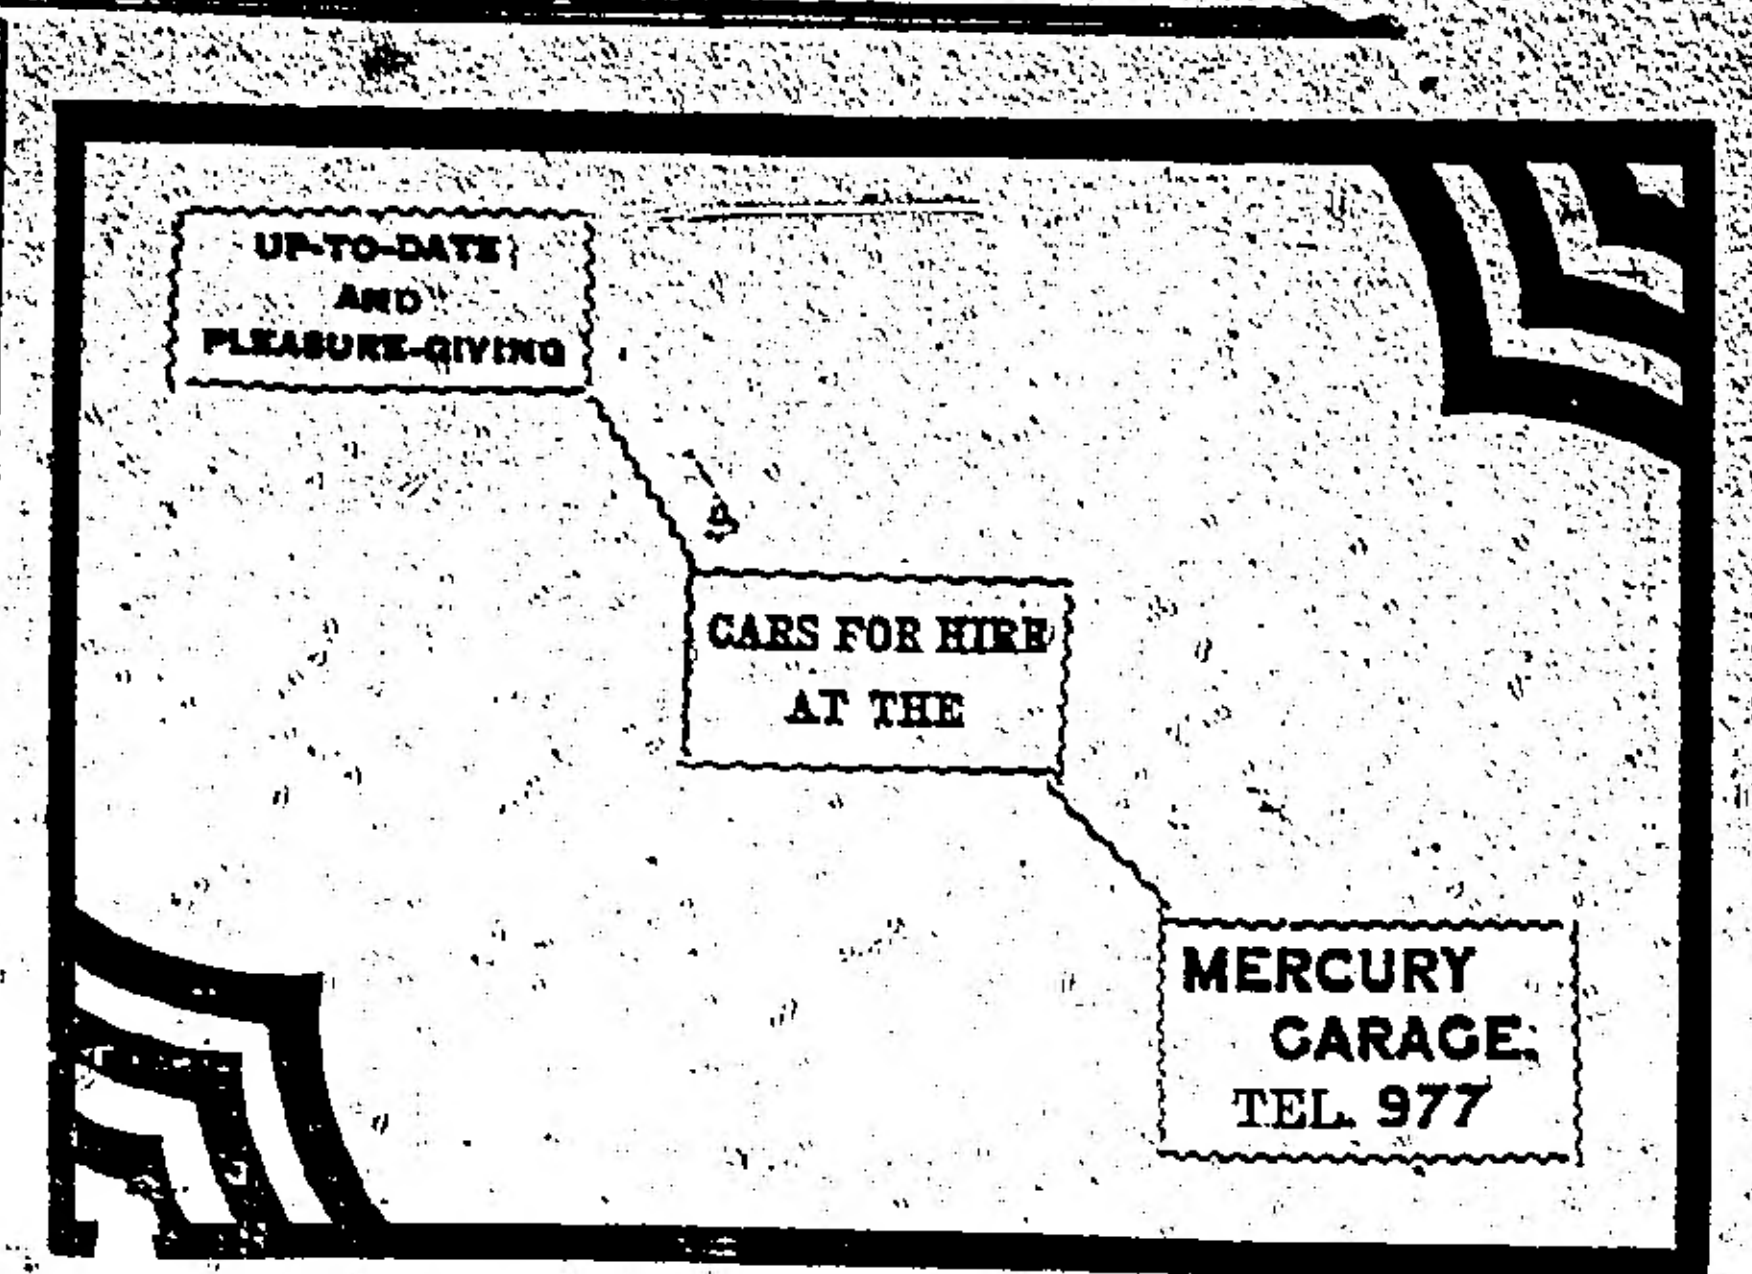 UP-TO-DATE
AND
PLEASURE-GIVING
CARS FOR HIRE
AT THE
MERCURY
GARAGE.
TEL. 977